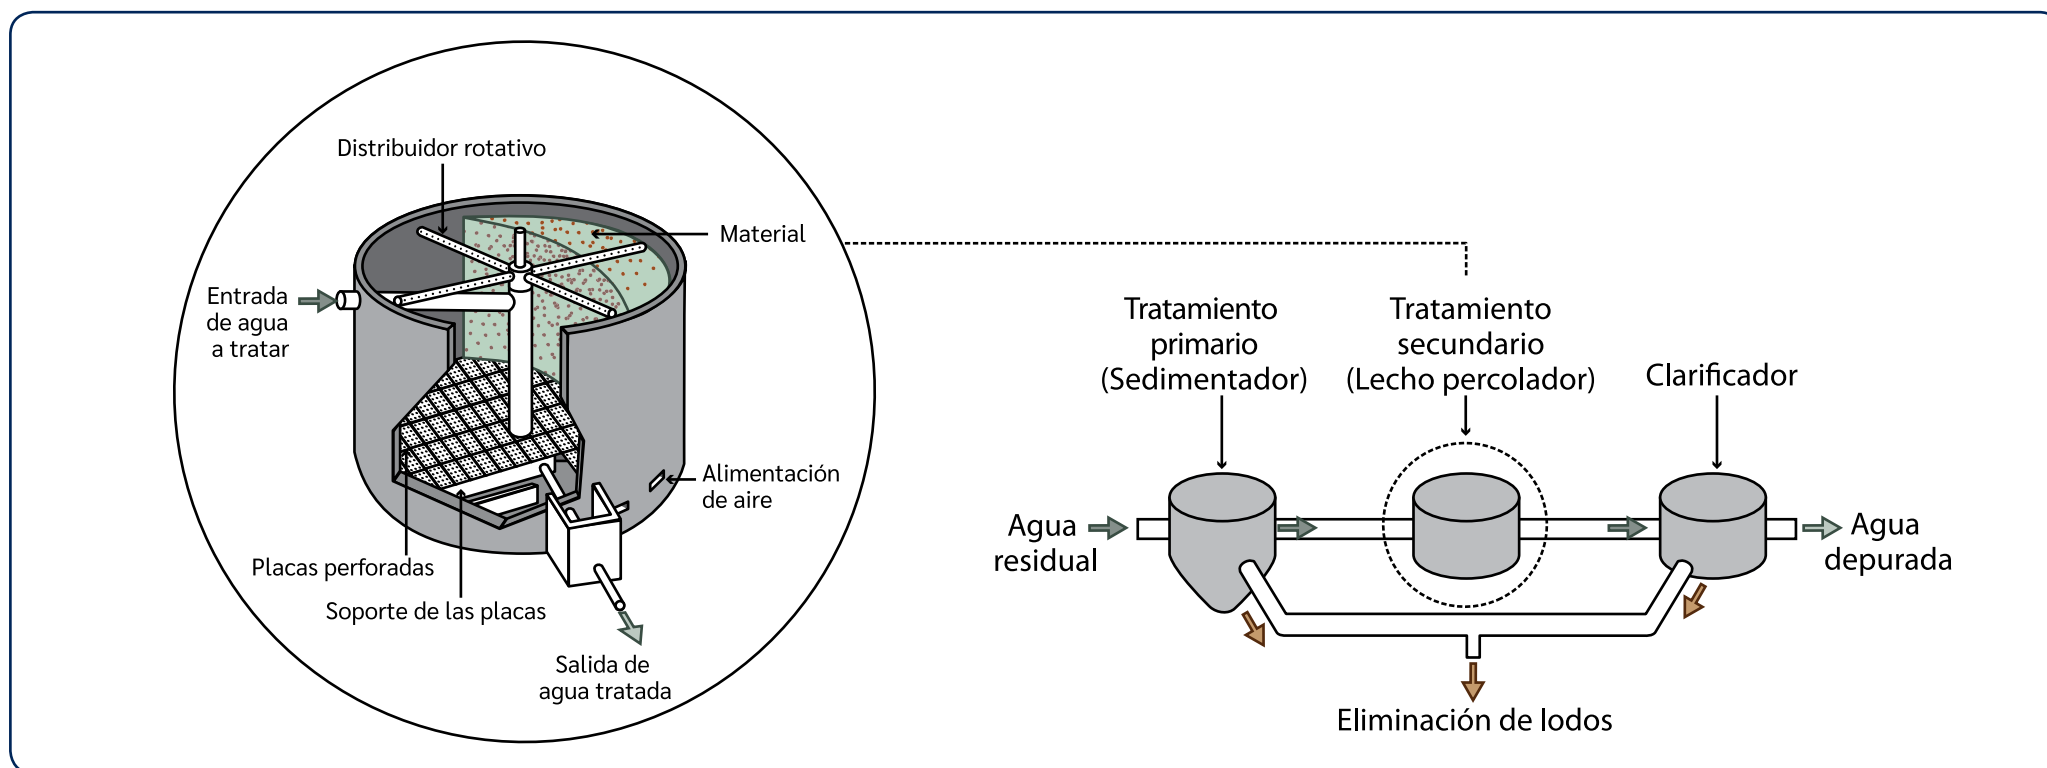 Distribuidor rotativo
Material
Entrada
de agua
a tratar
Alimentación
de aire
Placas perforadas
Soporte de las placas
Salida de
agua tratada
Tratamiento
primario
(Sedimentador)
Tratamiento
secundario
(Lecho percolador)
Clarificador
Agua
residual
Agua
depurada
Eliminación de lodos